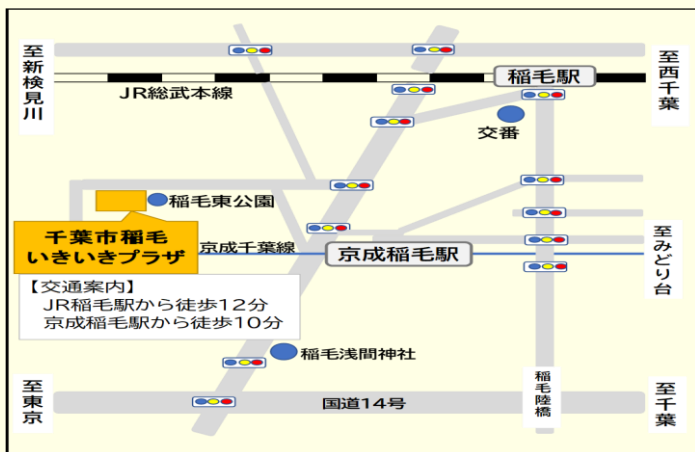 至新検見川
至西千葉
稲毛駅
JR総武本線
交番
稲毛東公園
千葉市稲毛
いきいきプラザ
京成千葉線
京成稲毛駅
至みどり台
【交通案内】
JR稲毛駅から徒歩12分
京成稲毛駅から徒歩10分
稲毛浅間神社
至東京
国道14号
稲毛陸橋
至千葉